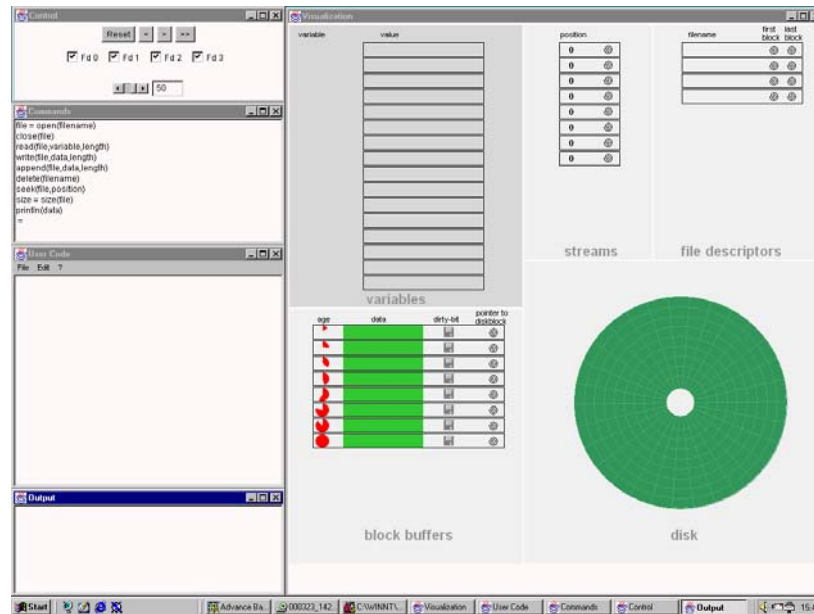 Control
Reset < > >>
Fd 0 Fd 1 Fd 2 Fd 3
50
Commands
file = open(filename)
close(file)
read(file,variable,length)
write(file,data,length)
append(file,data,length)
delete(filename)
seek(file,position)
size = size(file)
println(data)
=
User Code
File Edit ?
Output
Visualization
variable value
variables
position
0
0
0
0
0
0
0
0
streams
filename first block last block
file descriptors
age data dirty-bit pointer to diskblock
block buffers
disk
Start Advance Ba... 000323_142... C:\WINNT\... Visualization User Code Commands Control Output